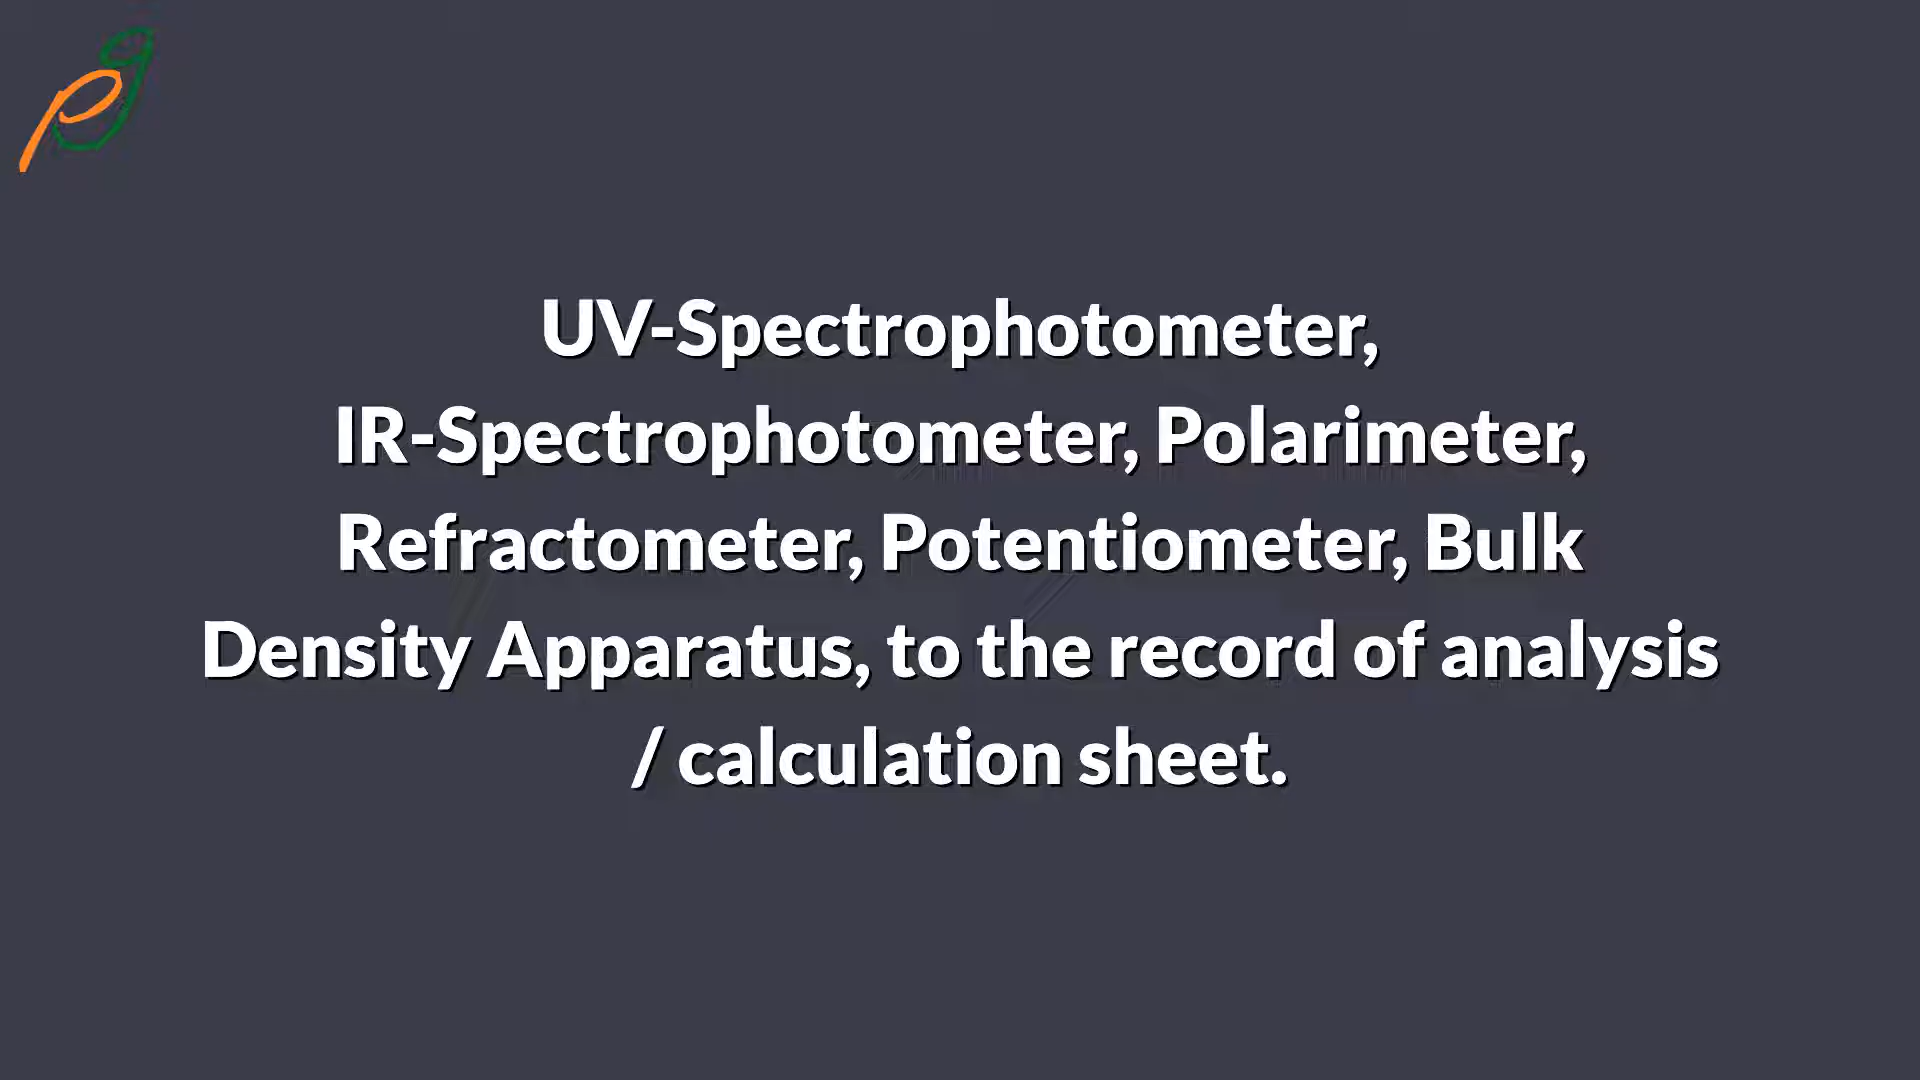 UV-Spectrophotometer,
IR-Spectrophotometer, Polarimeter,
Refractometer, Potentiometer, Bulk
Density Apparatus, to the record of analysis
/ calculation sheet.